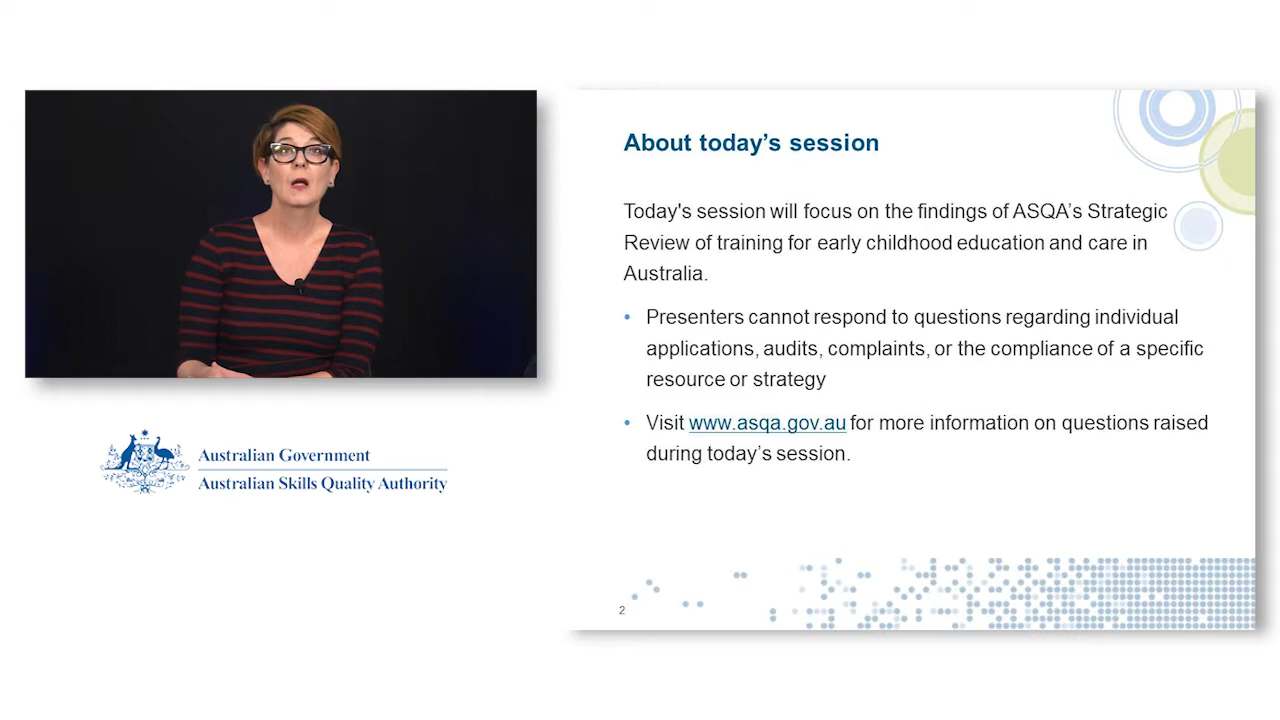 About today’s session
Today's session will focus on the findings of ASQA’s Strategic
Review of training for early childhood education and care in
Australia.
• Presenters cannot respond to questions regarding individual
applications, audits, complaints, or the compliance of a specific
resource or strategy
• Visit www.asqa.gov.au for more information on questions raised
during today’s session.
2
Australian Government
Australian Skills Quality Authority